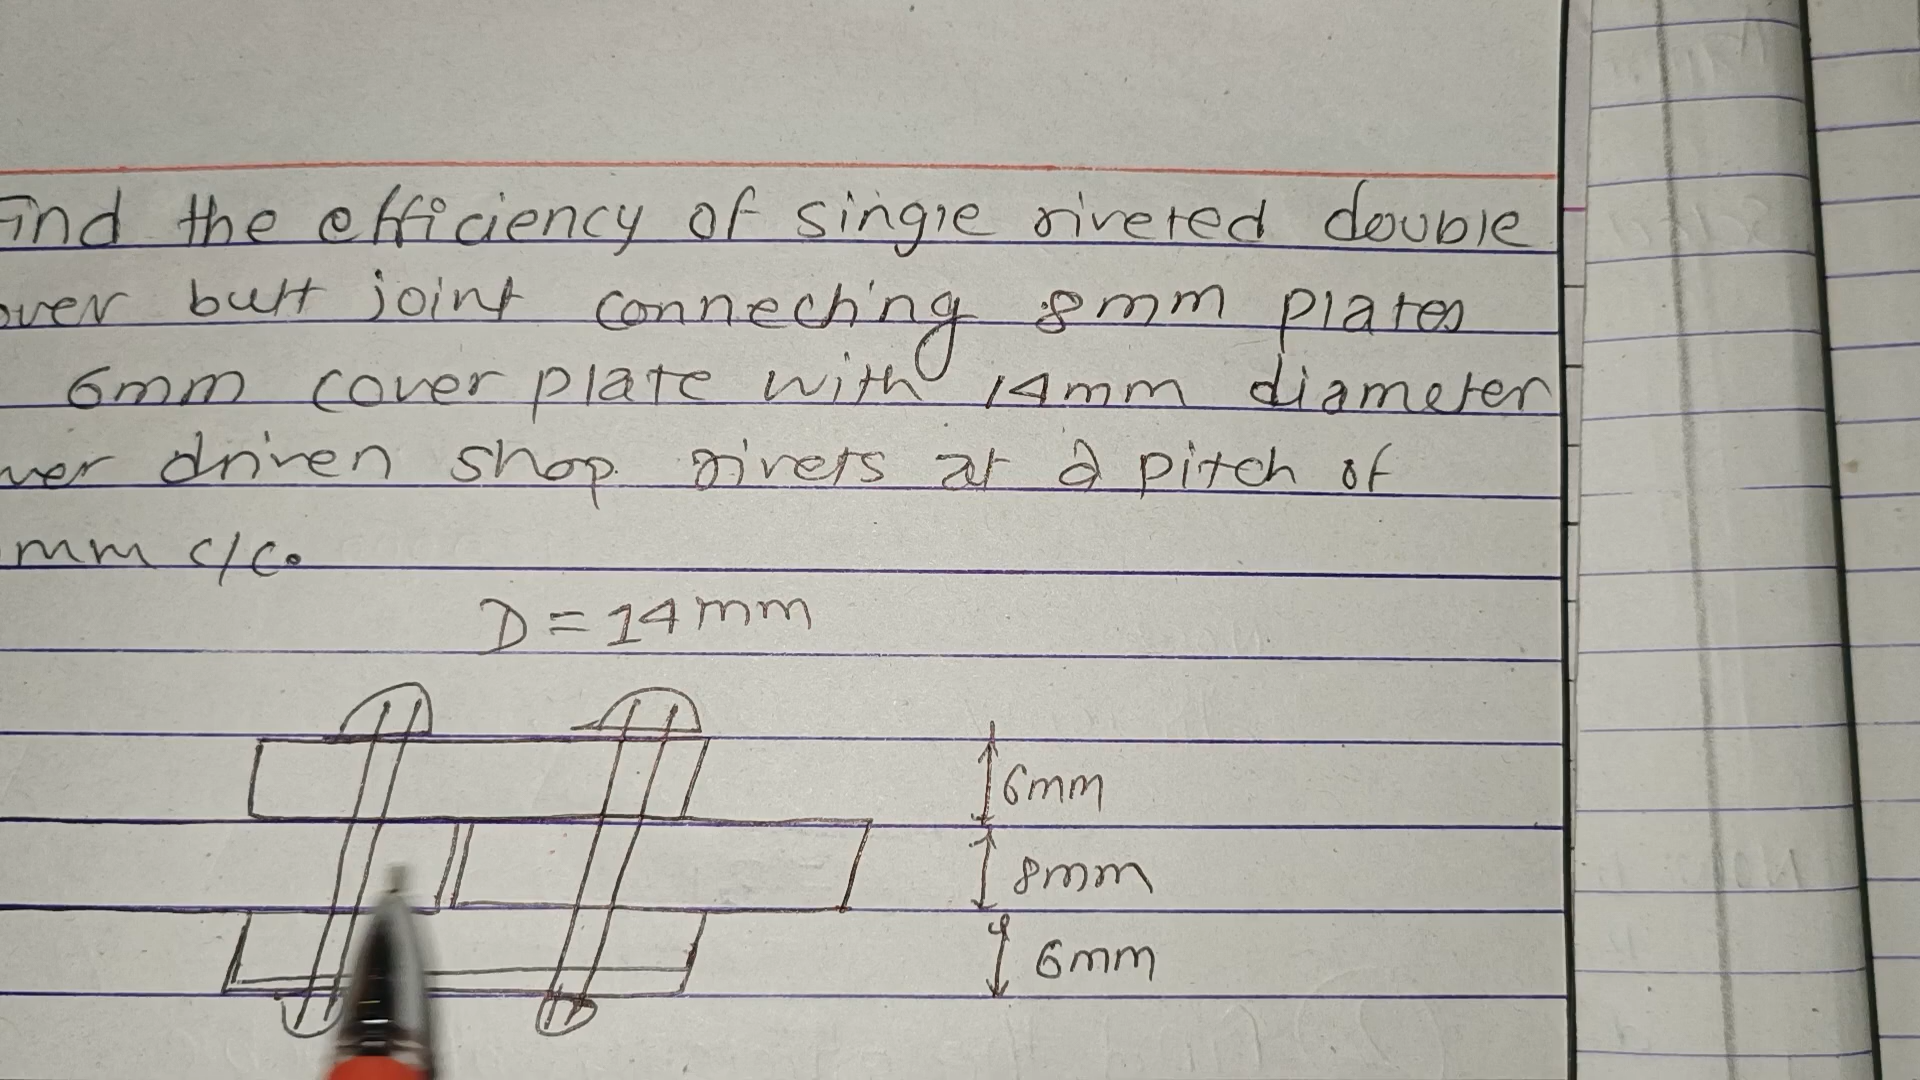 Find the efficiency of single riveted double
over butt joint connecting 8mm plates
6mm cover plate with 14mm diameter
wer driven shop rivets at a pitch of
mm c/c.
D = 14mm
6mm
8mm
6mm